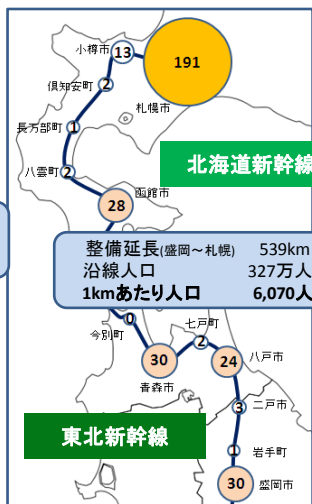 小樽市
13
191
倶知安町
2
札幌市
長万部町
1
北海道新幹線
八雲町
2
函館市
28
整備延長(盛岡～札幌) 539km
沿線人口 327万人
1kmあたり人口 6,070人
0
今別町
七戸町
2
30
青森市
24
八戸市
3
二戸市
東北新幹線
1
岩手町
30
盛岡市